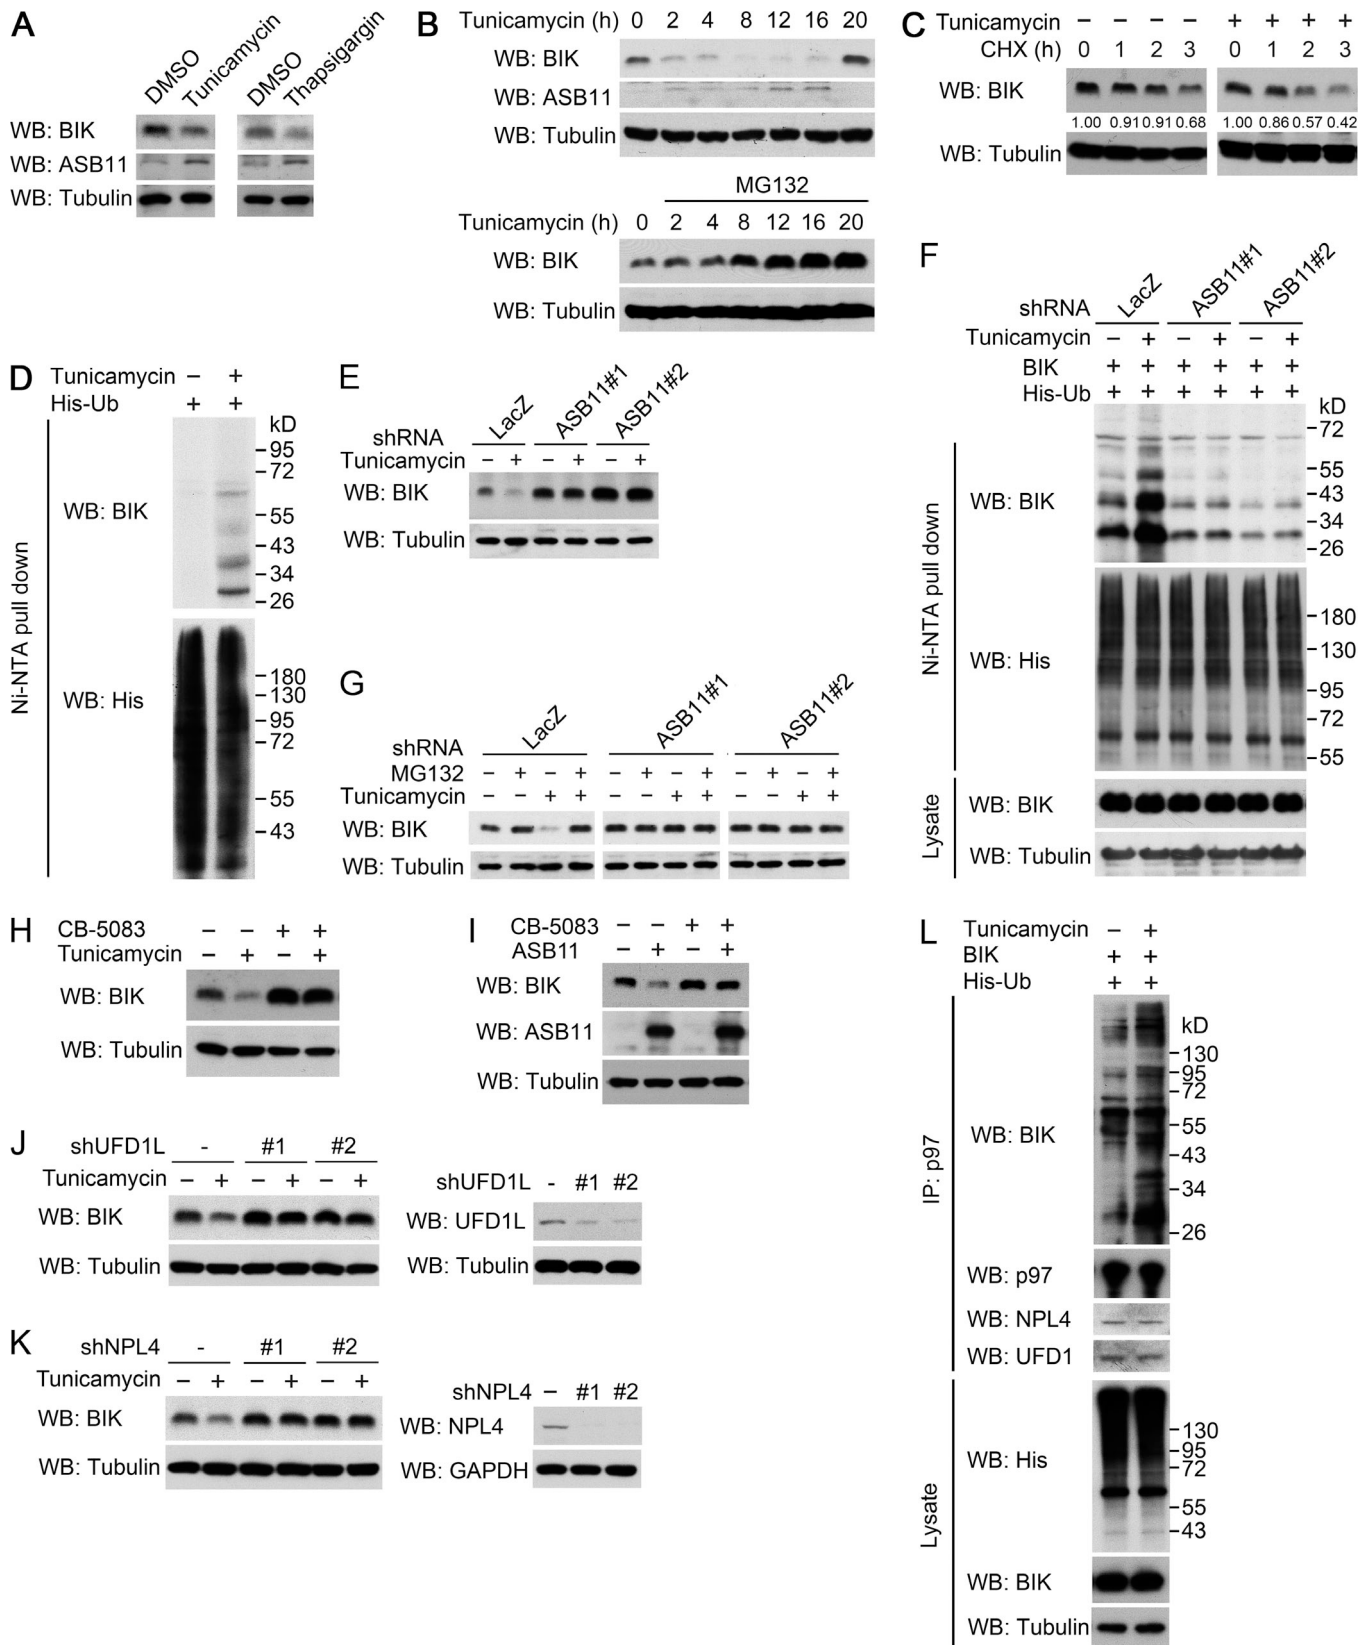 A
DMSO Tunicamycin DMSO Thapsigargin
WB: BIK
WB: ASB11
WB: Tubulin
B
Tunicamycin (h) 0 2 4 8 12 16 20
WB: BIK
WB: ASB11
WB: Tubulin
MG132
Tunicamycin (h) 0 2 4 8 12 16 20
WB: BIK
WB: Tubulin
C
Tunicamycin − − − − + + + +
CHX (h) 0 1 2 3 0 1 2 3
WB: BIK
1.00 0.91 0.91 0.68 1.00 0.86 0.57 0.42
WB: Tubulin
D
Tunicamycin − +
His-Ub + +
kD
95
72
WB: BIK
55
43
34
26
Ni-NTA pull down
WB: His
180
130
95
72
55
43
E
shRNA LacZ ASB11#1 ASB11#2
Tunicamycin − + − + − +
WB: BIK
WB: Tubulin
F
shRNA LacZ ASB11#1 ASB11#2
Tunicamycin − + − + − +
BIK + + + + + +
His-Ub + + + + + +
kD
72
55
WB: BIK
43
34
26
Ni-NTA pull down
WB: His
180
130
95
72
55
Lysate
WB: BIK
WB: Tubulin
G
shRNA LacZ ASB11#1 ASB11#2
MG132 − + − + − + − + − + − +
Tunicamycin − − + + − − + + − − + +
WB: BIK
WB: Tubulin
H
CB-5083 − − + +
Tunicamycin − + − +
WB: BIK
WB: Tubulin
I
CB-5083 − − + +
ASB11 − + − +
WB: BIK
WB: ASB11
WB: Tubulin
J
shUFD1L - #1 #2
Tunicamycin − + − + − +
WB: BIK
WB: Tubulin
shUFD1L - #1 #2
WB: UFD1L
WB: Tubulin
K
shNPL4 - #1 #2
Tunicamycin − + − + − +
WB: BIK
WB: Tubulin
shNPL4 − #1 #2
WB: NPL4
WB: GAPDH
L
Tunicamycin − +
BIK + +
His-Ub + +
kD
130
95
72
WB: BIK
55
43
34
26
IP: p97
WB: p97
WB: NPL4
WB: UFD1
Lysate
WB: His
130
95
72
55
43
WB: BIK
WB: Tubulin